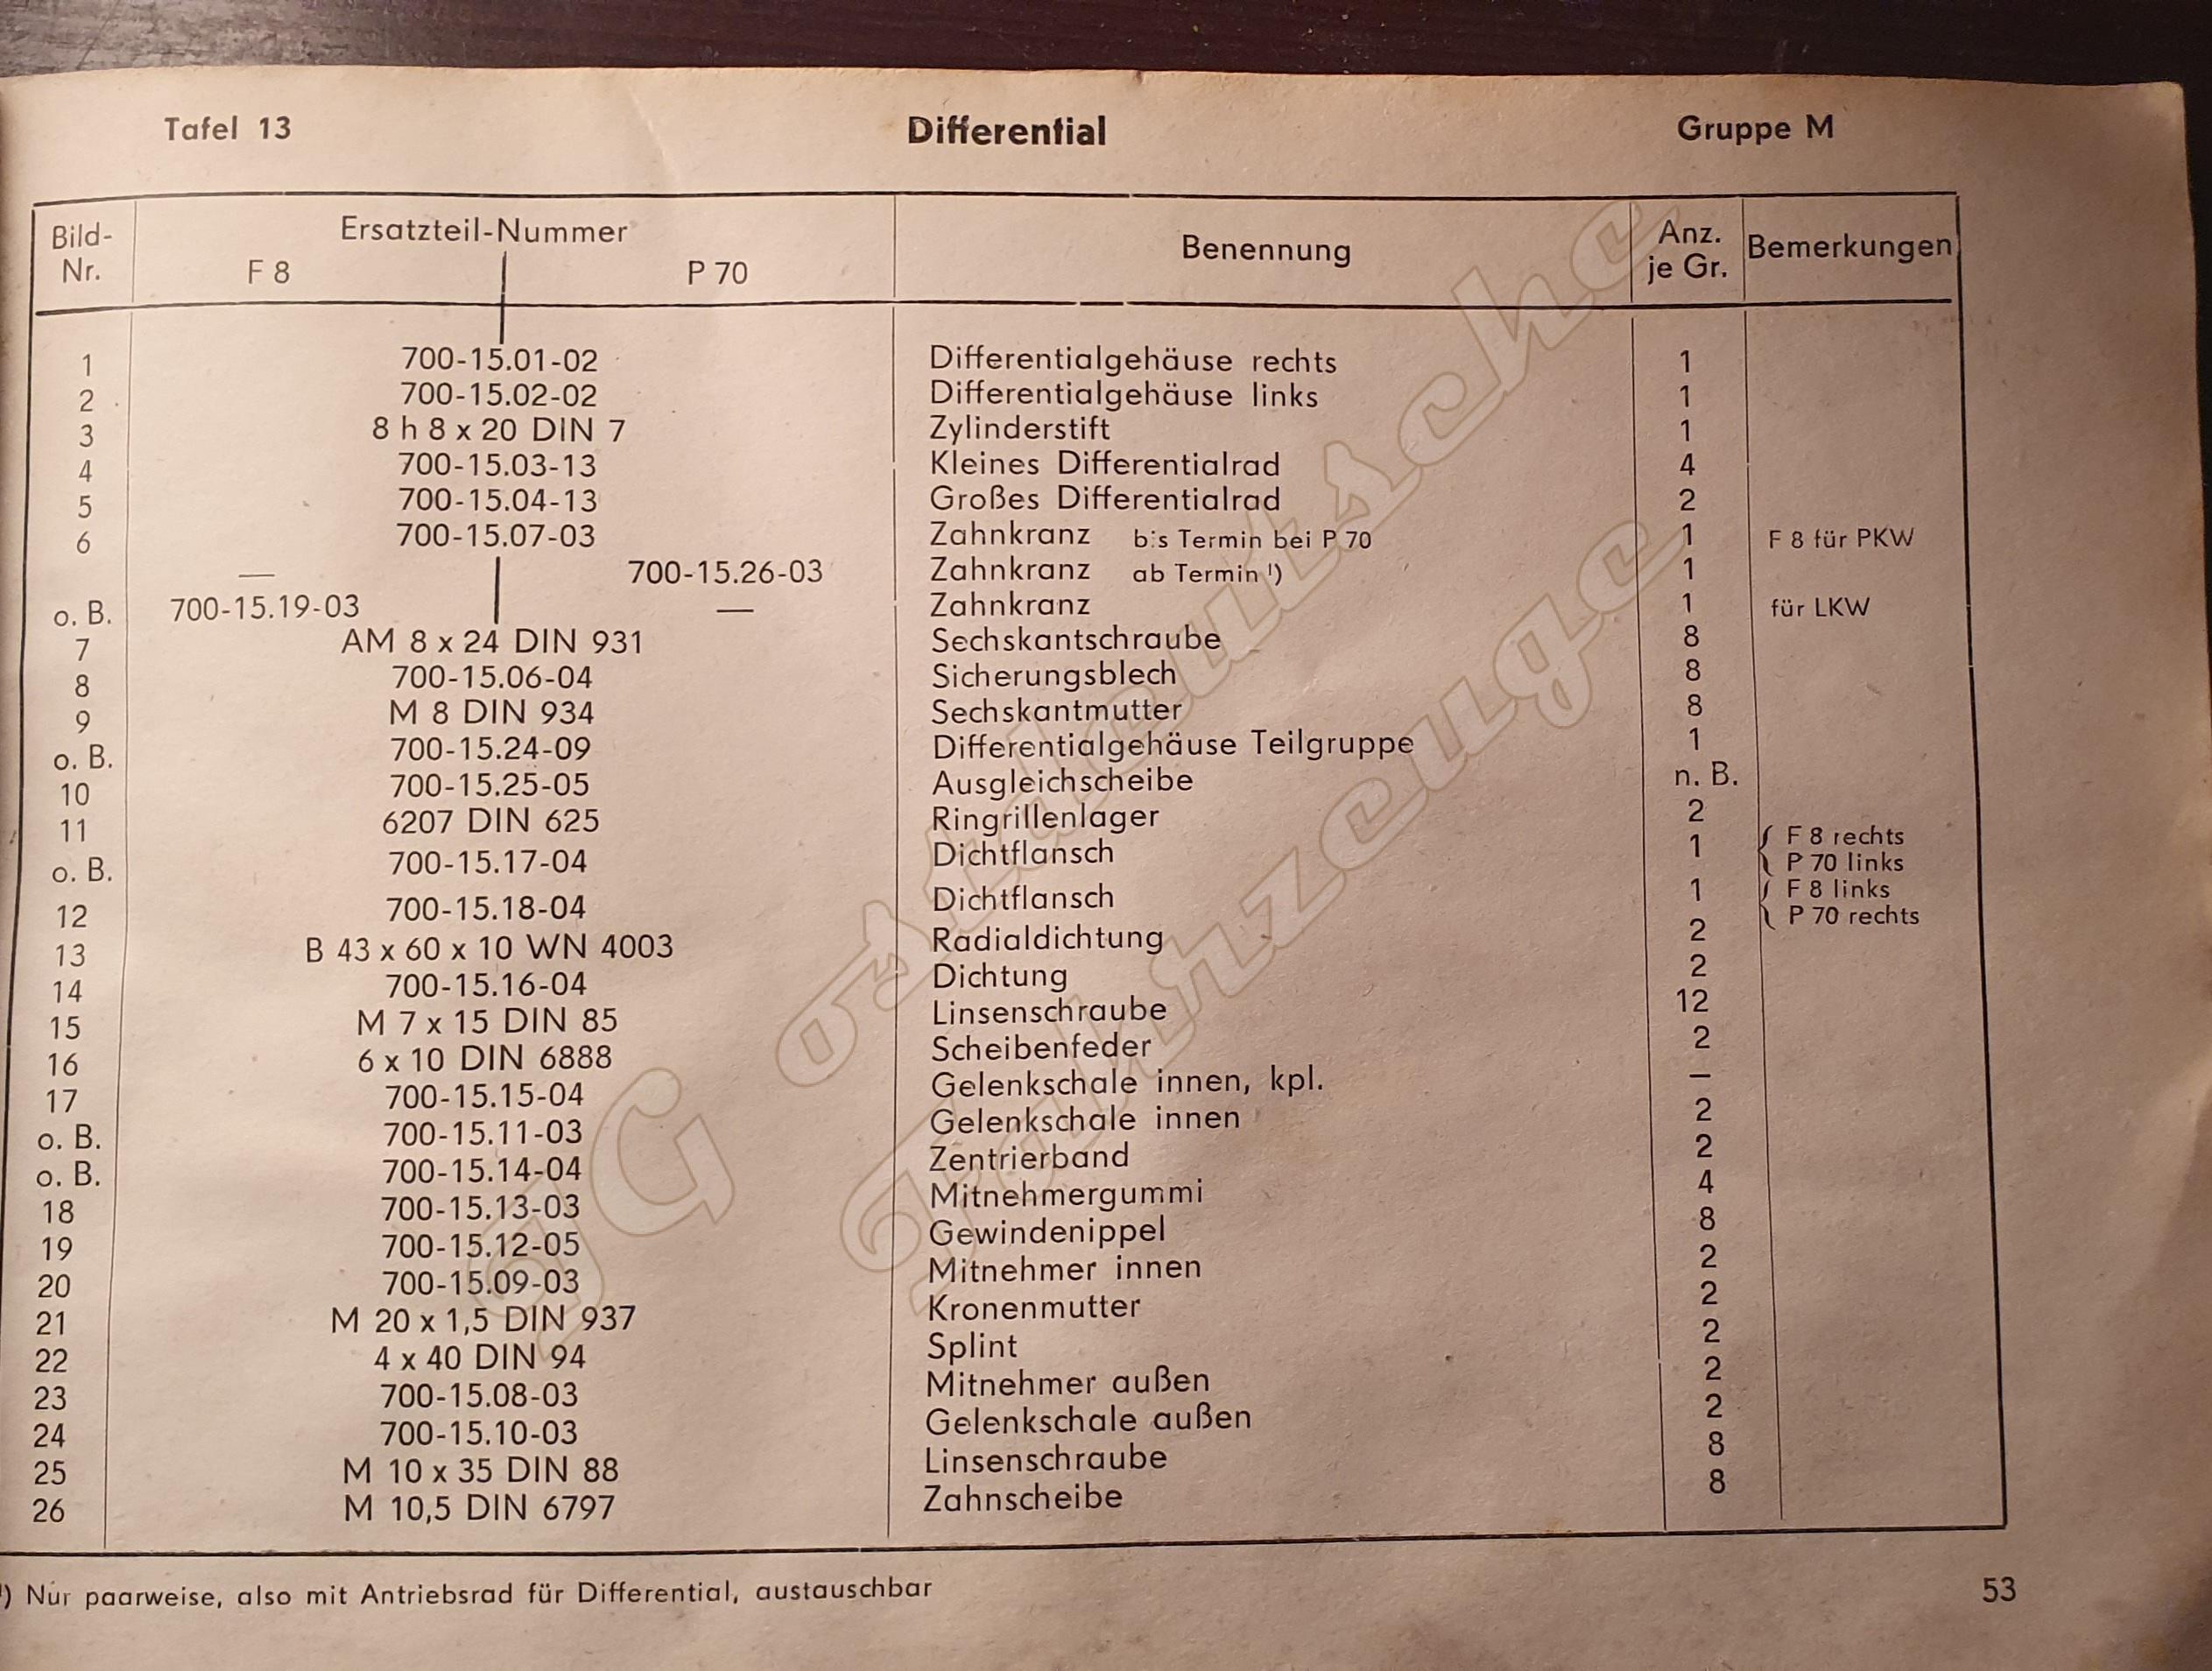 Tafel 13 Differential Gruppe M
Bild-Nr. Ersatzteil-Nummer F 8 P 70 Benennung Anz. je Gr. Bemerkungen
1 700-15.01-02 Differentialgehäuse rechts 1
2 700-15.02-02 Differentialgehäuse links 1
3 8 h 8 x 20 DIN 7 Zylinderstift 1
4 700-15.03-13 Kleines Differentialrad 4
5 700-15.04-13 Großes Differentialrad 2
6 700-15.07-03 Zahnkranz bis Termin bei P 70 1 F 8 für PKW
— 700-15.26-03 Zahnkranz ab Termin ¹) 1
o. B. 700-15.19-03 — Zahnkranz 1 für LKW
7 AM 8 x 24 DIN 931 Sechskantschraube 8
8 700-15.06-04 Sicherungsblech 8
9 M 8 DIN 934 Sechskantmutter 8
o. B. 700-15.24-09 Differentialgehäuse Teilgruppe 1
10 700-15.25-05 Ausgleichscheibe n. B.
11 6207 DIN 625 Ringrillenlager 2
o. B. 700-15.17-04 Dichtflansch 1 { F 8 rechts
P 70 links
12 700-15.18-04 Dichtflansch 1 { F 8 links
P 70 rechts
13 B 43 x 60 x 10 WN 4003 Radialdichtung 2
14 700-15.16-04 Dichtung 2
15 M 7 x 15 DIN 85 Linsenschraube 12
16 6 x 10 DIN 6888 Scheibenfeder 2
17 700-15.15-04 Gelenkschale innen, kpl. —
o. B. 700-15.11-03 Gelenkschale innen 2
o. B. 700-15.14-04 Zentrierband 2
18 700-15.13-03 Mitnehmergummi 4
19 700-15.12-05 Gewindenippel 8
20 700-15.09-03 Mitnehmer innen 2
21 M 20 x 1,5 DIN 937 Kronenmutter 2
22 4 x 40 DIN 94 Splint 2
23 700-15.08-03 Mitnehmer außen 2
24 700-15.10-03 Gelenkschale außen 2
25 M 10 x 35 DIN 88 Linsenschraube 8
26 M 10,5 DIN 6797 Zahnscheibe 8
¹) Nur paarweise, also mit Antriebsrad für Differential, austauschbar
53
IG ostdeutsche
Fahrzeuge